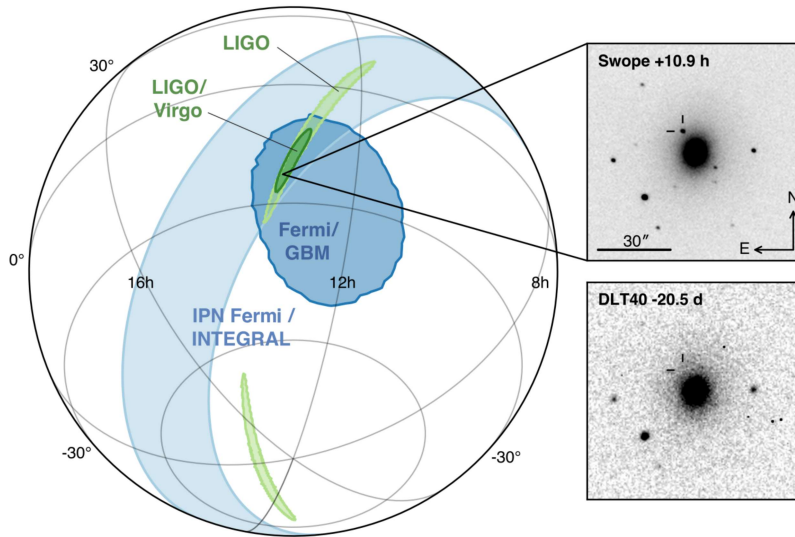 LIGO
30°
LIGO/
Virgo
Swope +10.9 h
N
30″
E
Fermi/
GBM
0°
16h
12h
8h
IPN Fermi /
INTEGRAL
DLT40 -20.5 d
-30°
-30°